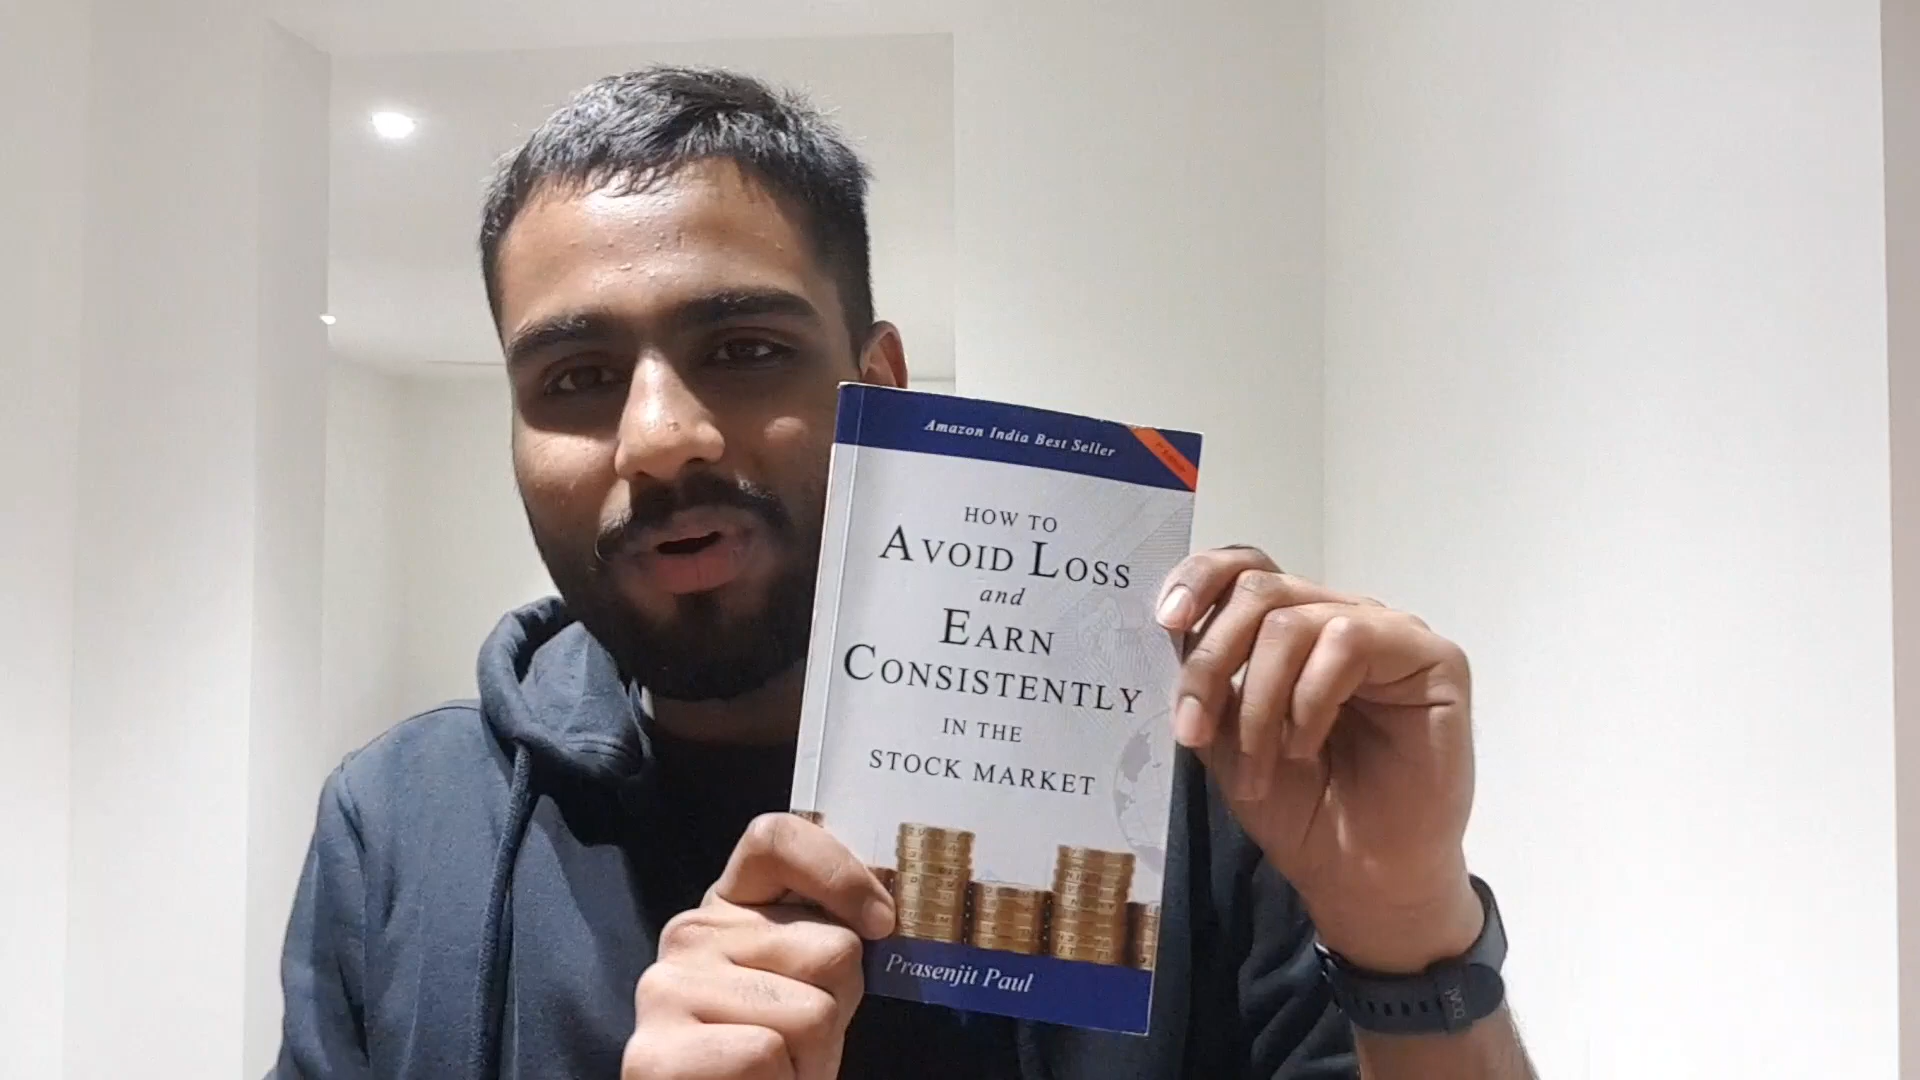 Amazon India Best Seller
HOW TO
AVOID LOSS
and
EARN
CONSISTENTLY
IN THE
STOCK MARKET
Prasenjit Paul